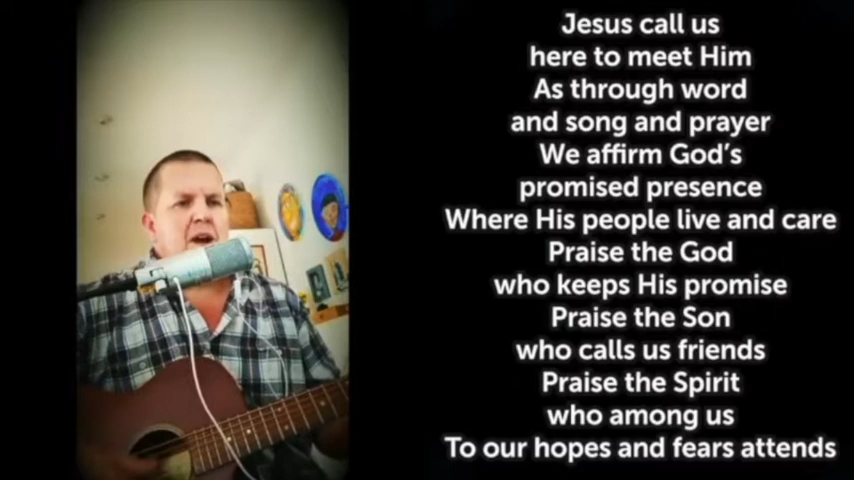 Jesus call us
here to meet Him
As through word
and song and prayer
We affirm God's
promised presence
Where His people live and care
Praise the God
who keeps His promise
Praise the Son
who calls us friends
Praise the Spirit
who among us
To our hopes and fears attends